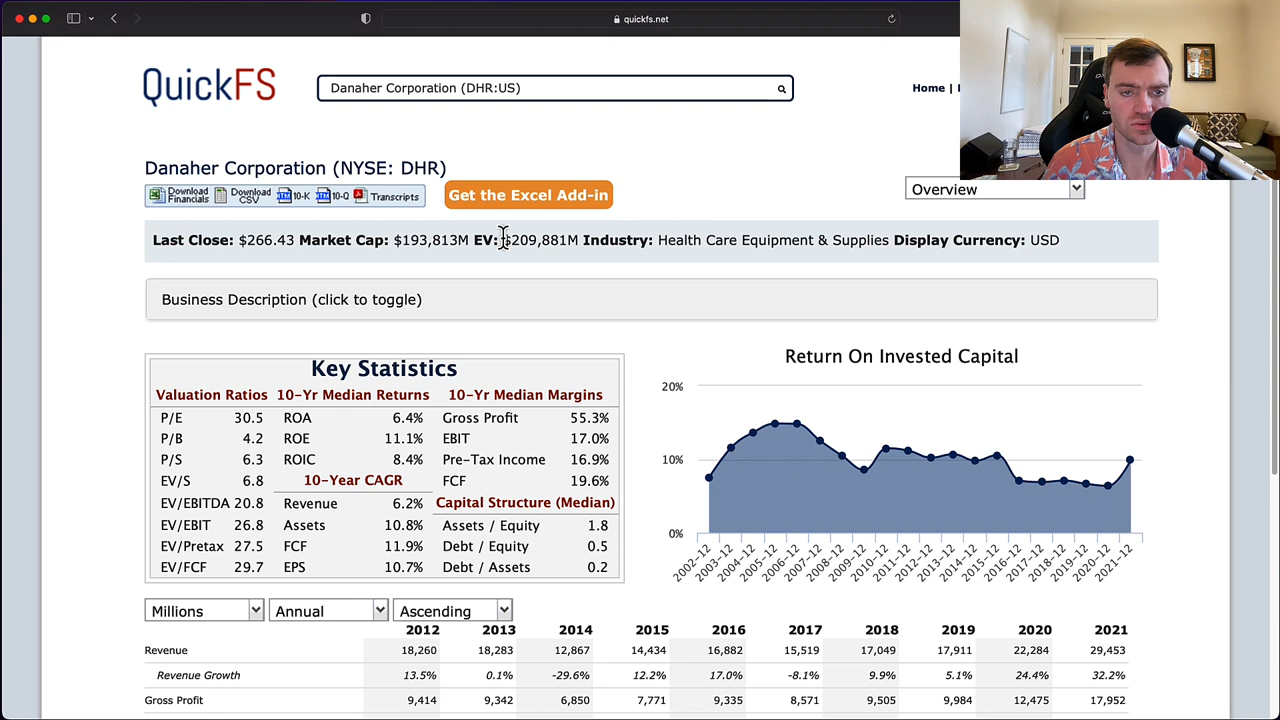 quickfs.net
QuickFS
Danaher Corporation (DHR:US)
Home |
Danaher Corporation (NYSE: DHR)
Download Financials
Download CSV
10-K
10-Q
Transcripts
Get the Excel Add-in
Overview
Last Close: $266.43 Market Cap: $193,813M EV: $209,881M Industry: Health Care Equipment & Supplies Display Currency: USD
Business Description (click to toggle)
Key Statistics
Valuation Ratios 10-Yr Median Returns 10-Yr Median Margins
P/E 30.5 ROA 6.4% Gross Profit 55.3%
P/B 4.2 ROE 11.1% EBIT 17.0%
P/S 6.3 ROIC 8.4% Pre-Tax Income 16.9%
EV/S 6.8 10-Year CAGR FCF 19.6%
EV/EBITDA 20.8 Revenue 6.2% Capital Structure (Median)
EV/EBIT 26.8 Assets 10.8% Assets / Equity 1.8
EV/Pretax 27.5 FCF 11.9% Debt / Equity 0.5
EV/FCF 29.7 EPS 10.7% Debt / Assets 0.2
Return On Invested Capital
20%
10%
0%
2002-12 2003-12 2004-12 2005-12 2006-12 2007-12 2008-12 2009-12 2010-12 2011-12 2012-12 2013-12 2014-12 2015-12 2016-12 2017-12 2018-12 2019-12 2020-12 2021-12
Millions Annual Ascending
2012 2013 2014 2015 2016 2017 2018 2019 2020 2021
Revenue 18,260 18,283 12,867 14,434 16,882 15,519 17,049 17,911 22,284 29,453
Revenue Growth 13.5% 0.1% -29.6% 12.2% 17.0% -8.1% 9.9% 5.1% 24.4% 32.2%
Gross Profit 9,414 9,342 6,850 7,771 9,335 8,571 9,505 9,984 12,475 17,952